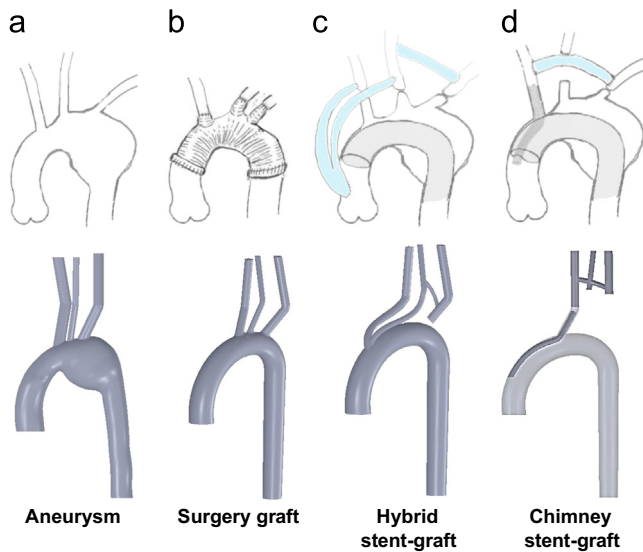 a b c d
Aneurysm Surgery graft Hybrid Chimney
stent-graft stent-graft